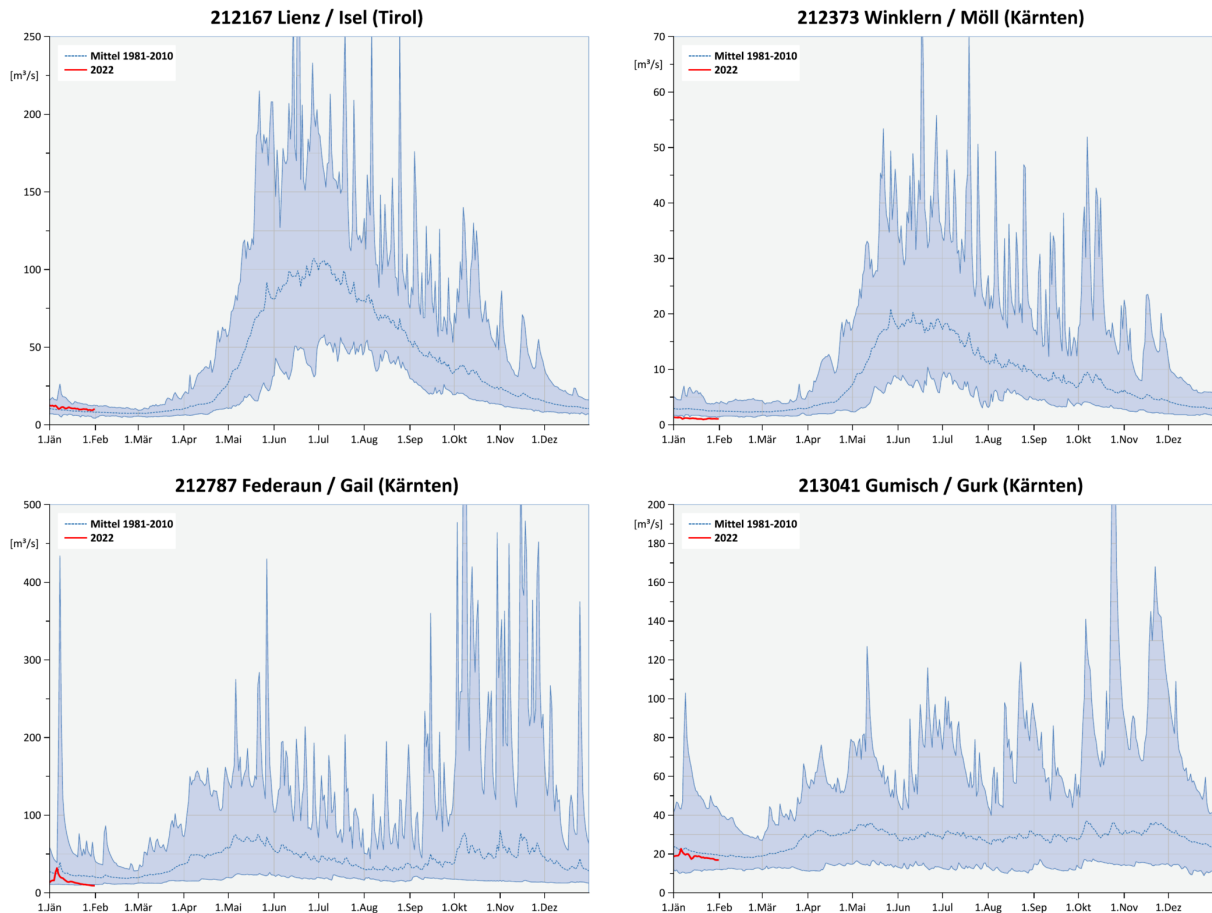 212167 Lienz / Isel (Tirol)
250
[m³/s]
200
150
100
50
0
Mittel 1981-2010
2022
1.Jän 1.Feb 1.Mär 1.Apr 1.Mai 1.Jun 1.Jul 1.Aug 1.Sep 1.Okt 1.Nov 1.Dez
212373 Winklern / Möll (Kärnten)
70
[m³/s]
60
50
40
30
20
10
0
Mittel 1981-2010
2022
1.Jän 1.Feb 1.Mär 1.Apr 1.Mai 1.Jun 1.Jul 1.Aug 1.Sep 1.Okt 1.Nov 1.Dez
212787 Federaun / Gail (Kärnten)
500
[m³/s]
400
300
200
100
0
Mittel 1981-2010
2022
1.Jän 1.Feb 1.Mär 1.Apr 1.Mai 1.Jun 1.Jul 1.Aug 1.Sep 1.Okt 1.Nov 1.Dez
213041 Gumisch / Gurk (Kärnten)
200
[m³/s]
180
160
140
120
100
80
60
40
20
0
Mittel 1981-2010
2022
1.Jän 1.Feb 1.Mär 1.Apr 1.Mai 1.Jun 1.Jul 1.Aug 1.Sep 1.Okt 1.Nov 1.Dez